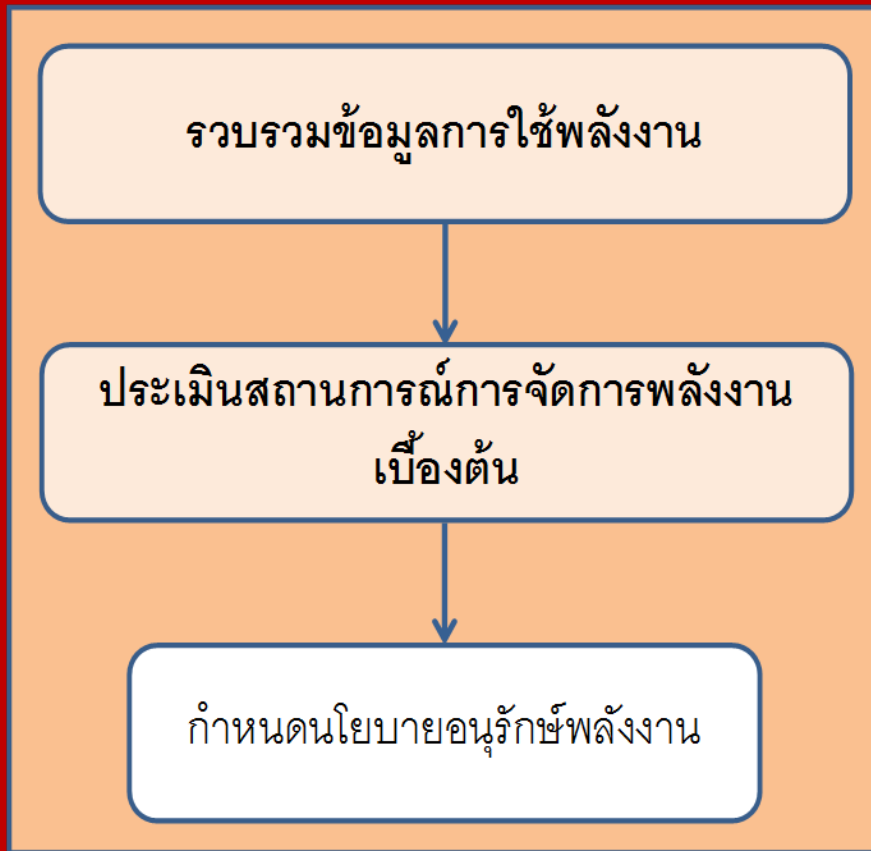 รวบรวมข้อมูลการใช้พลังงาน
ประเมินสถานการณ์การจัดการพลังงาน
เบื้องต้น
กำหนดนโยบายอนุรักษ์พลังงาน